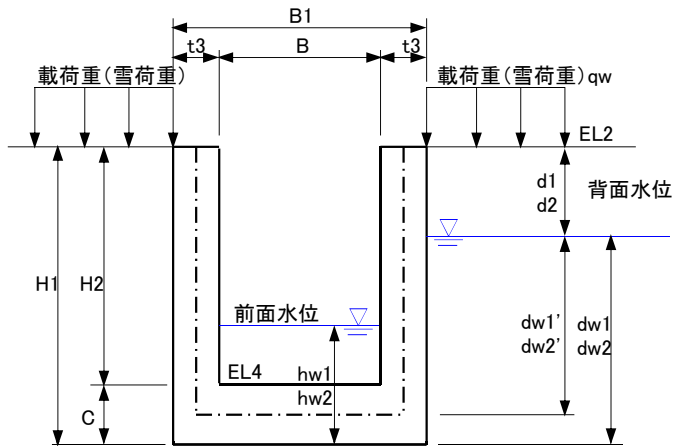 B1
t3
B
t3
載荷重(雪荷重)
載荷重(雪荷重)qw
EL2
d1
d2
背面水位
H1
H2
前面水位
dw1'
dw2'
dw1
dw2
EL4
hw1
hw2
C